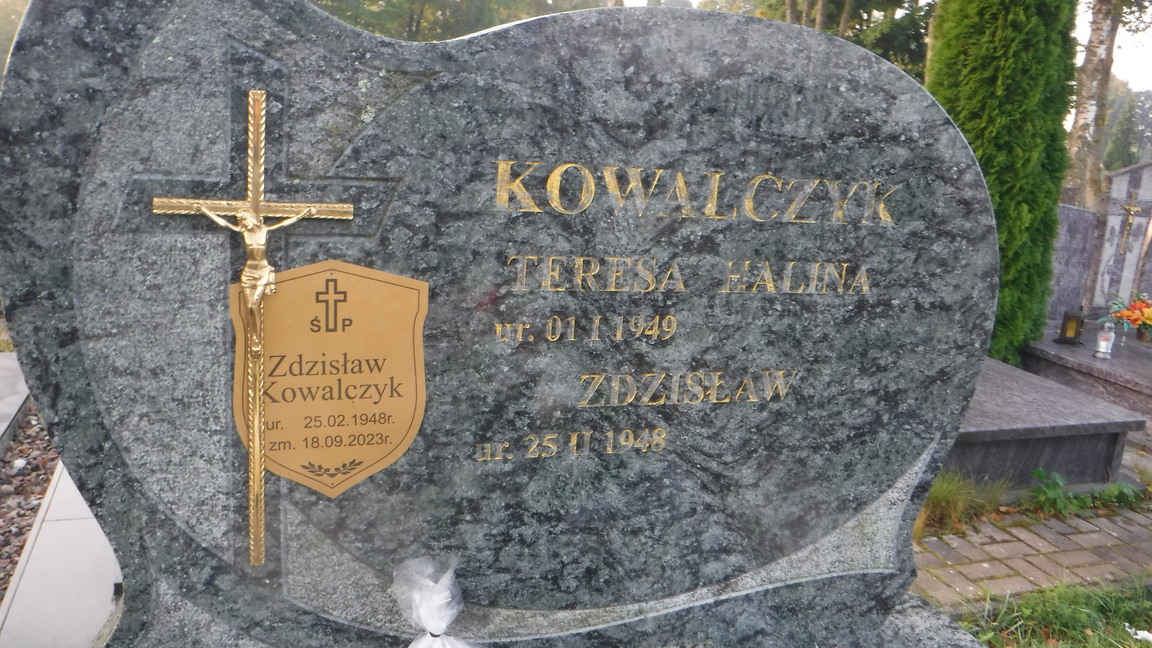 KOWALCZYK
TERESA HALINA
ur. 01 I 1949
ZDZISŁAW
ur. 25 II 1948
Ś P
Zdzisław
Kowalczyk
ur. 25.02.1948r.
zm. 18.09.2023r.